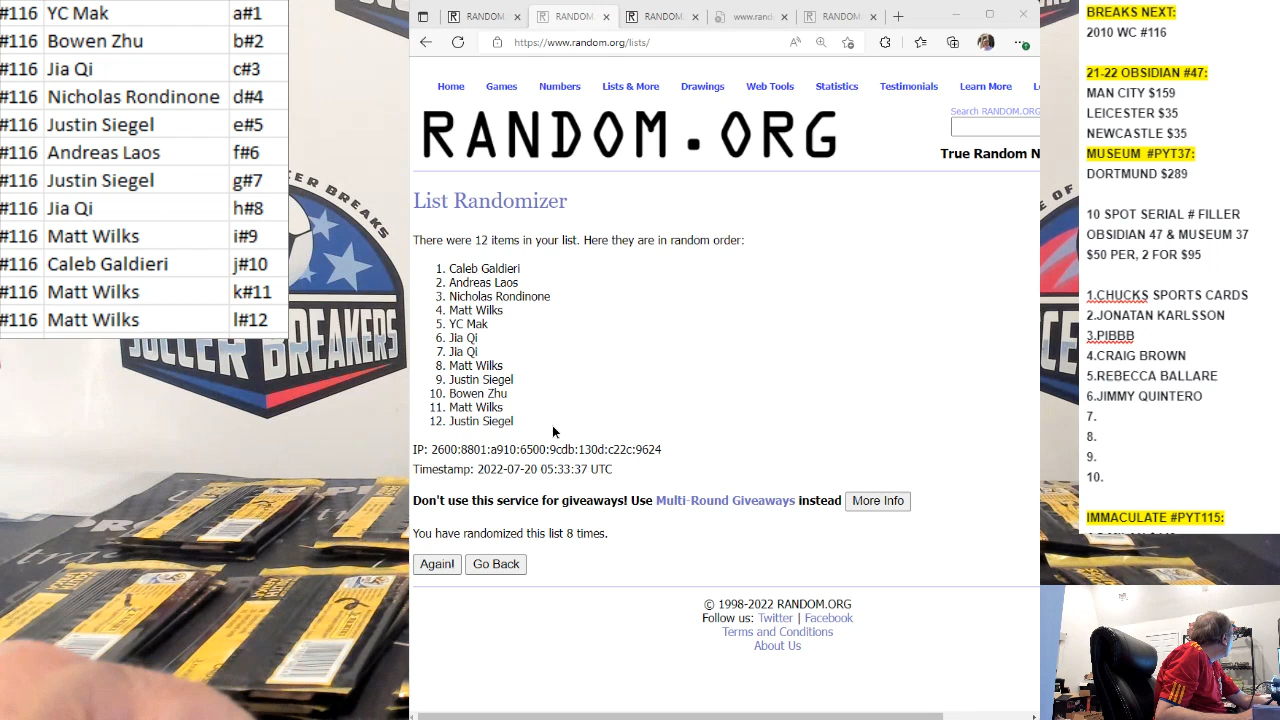 #116 YC Mak a#1
#116 Bowen Zhu b#2
#116 Jia Qi c#3
#116 Nicholas Rondinone d#4
#116 Justin Siegel e#5
#116 Andreas Laos f#6
#116 Justin Siegel g#7
#116 Jia Qi h#8
#116 Matt Wilks i#9
#116 Caleb Galdieri j#10
#116 Matt Wilks k#11
#116 Matt Wilks l#12
SOCCER BREAKERS
RANDOM
RANDOM
RANDOM
www.rand
RANDOM
https://www.random.org/lists/
Home Games Numbers Lists & More Drawings Web Tools Statistics Testimonials Learn More
Search RANDOM.ORG
RANDOM.ORG
True Random N
List Randomizer
There were 12 items in your list. Here they are in random order:
1. Caleb Galdieri
2. Andreas Laos
3. Nicholas Rondinone
4. Matt Wilks
5. YC Mak
6. Jia Qi
7. Jia Qi
8. Matt Wilks
9. Justin Siegel
10. Bowen Zhu
11. Matt Wilks
12. Justin Siegel
IP: 2600:8801:a910:6500:9cdb:130d:c22c:9624
Timestamp: 2022-07-20 05:33:37 UTC
Don't use this service for giveaways! Use Multi-Round Giveaways instead More Info
You have randomized this list 8 times.
Again! Go Back
© 1998-2022 RANDOM.ORG
Follow us: Twitter | Facebook
Terms and Conditions
About Us
BREAKS NEXT:
2010 WC #116
21-22 OBSIDIAN #47:
MAN CITY $159
LEICESTER $35
NEWCASTLE $35
MUSEUM #PYT37:
DORTMUND $289
10 SPOT SERIAL # FILLER
OBSIDIAN 47 & MUSEUM 37
$50 PER, 2 FOR $95
1.CHUCKS SPORTS CARDS
2.JONATAN KARLSSON
3.PIBBB
4.CRAIG BROWN
5.REBECCA BALLARE
6.JIMMY QUINTERO
7.
8.
9.
10.
IMMACULATE #PYT115: